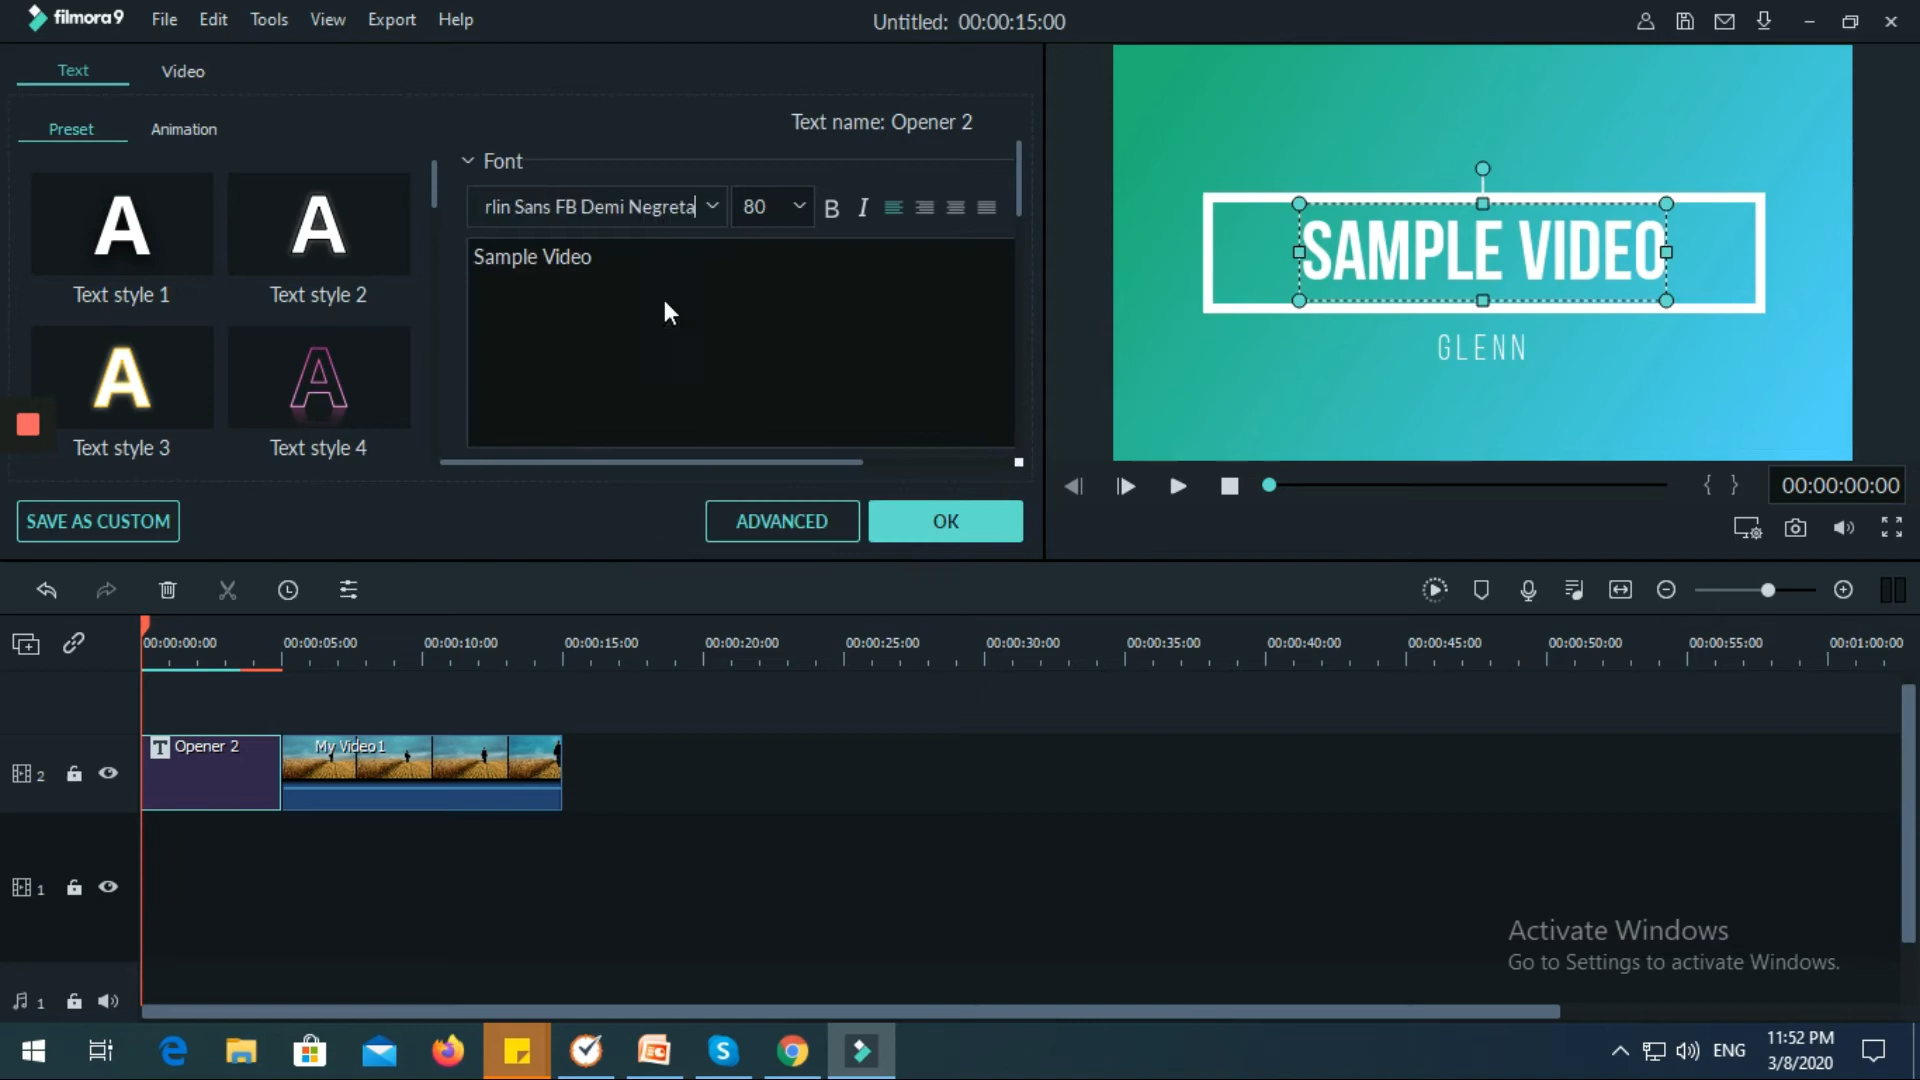 filmora9 File Edit Tools View Export Help Untitled: 00:00:15:00
Text Video
Preset Animation Text name: Opener 2
Font
rlin Sans FB Demi Negreta 80 B I
Sample Video
A A
Text style 1 Text style 2
A A
Text style 3 Text style 4
SAMPLE VIDEO
GLENN
SAVE AS CUSTOM ADVANCED OK
{ } 00:00:00:00
00:00:00:00 00:00:05:00 00:00:10:00 00:00:15:00 00:00:20:00 00:00:25:00 00:00:30:00 00:00:35:00 00:00:40:00 00:00:45:00 00:00:50:00 00:00:55:00 00:01:00:00
T Opener 2 My Video1
2
1
1
Activate Windows
Go to Settings to activate Windows.
ENG 11:52 PM
3/8/2020